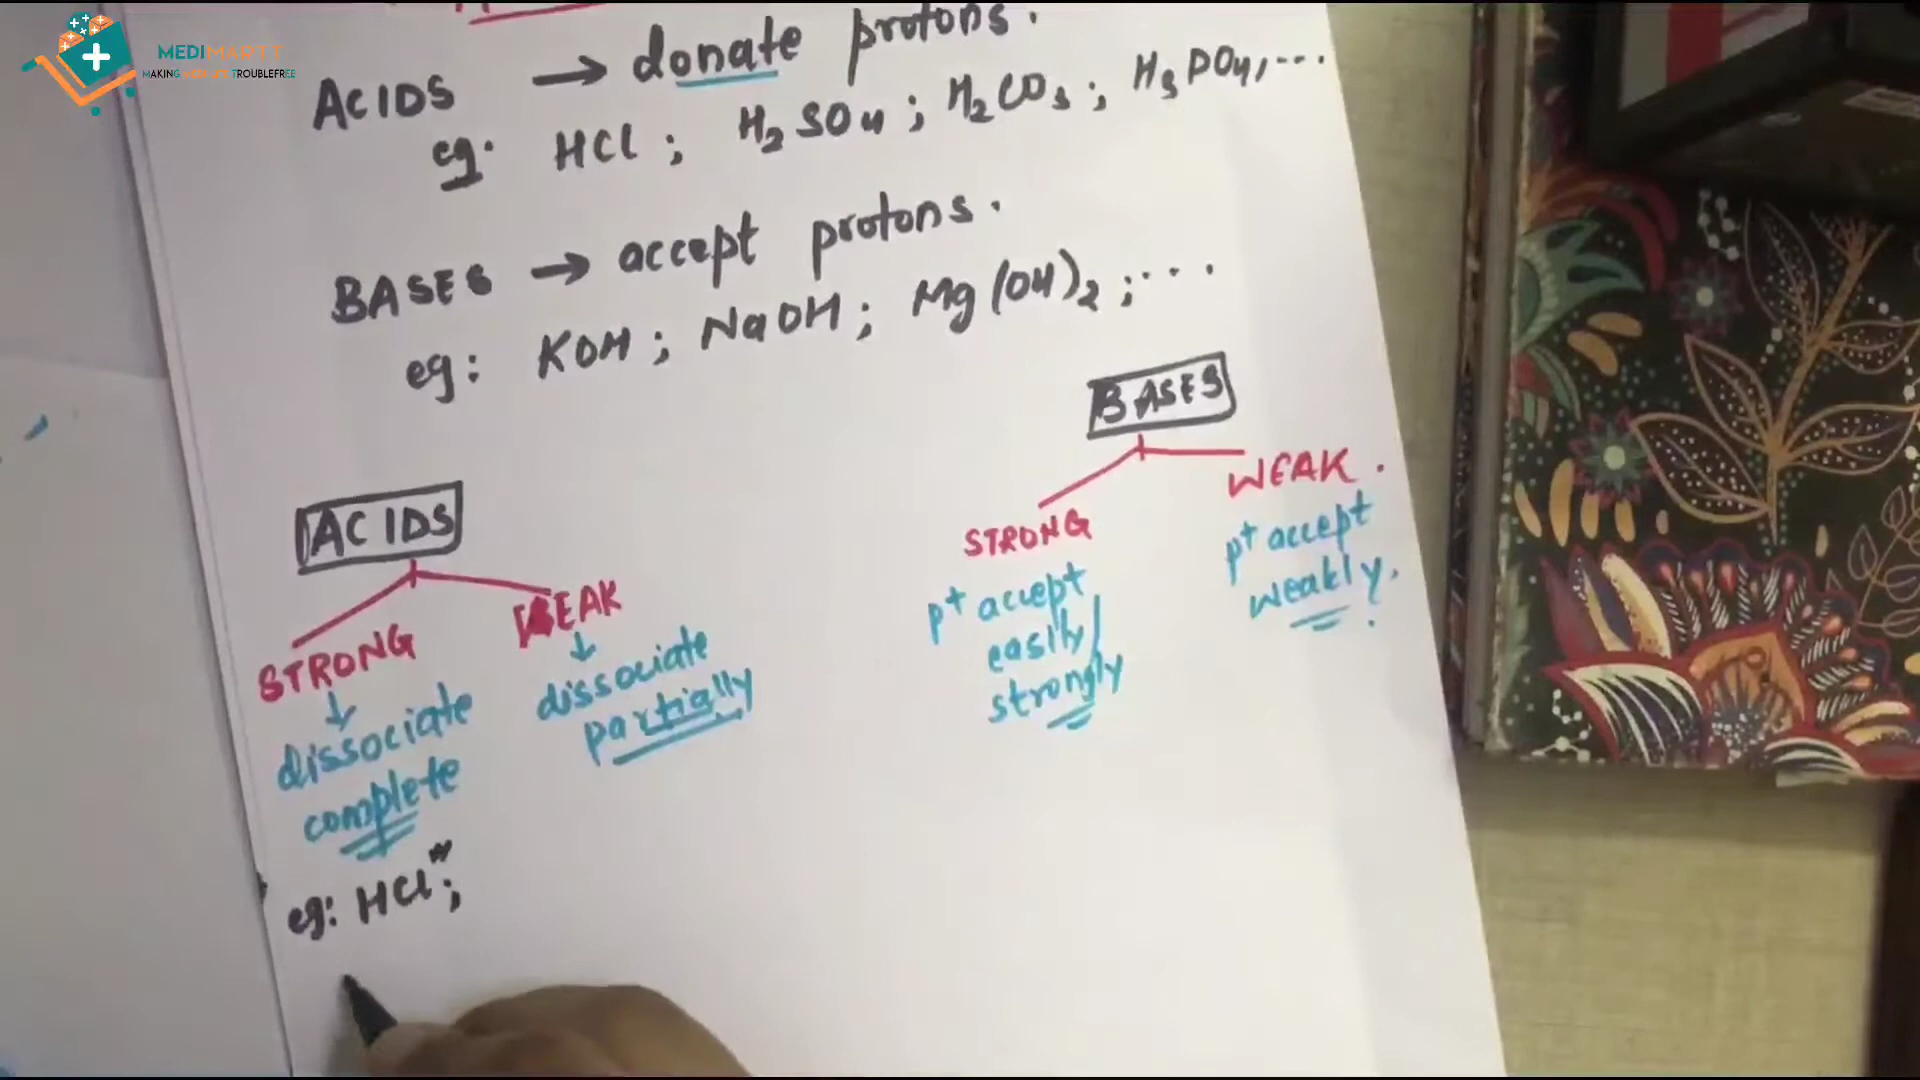 MEDIMARTT
ACIDS → donate protons.
eg. HCl ; H2SO4 ; H2CO3 ; H3PO4, ...
BASES → accept protons.
eg: KOH ; NaOH ; Mg(OH)2 ; ....
BASES
STRONG WEAK.
p+ accept easily/ strongly
p+ accept weakly.
ACIDS
STRONG WEAK
↓ dissociate complete
↓ dissociate partially
eg: HCl ;